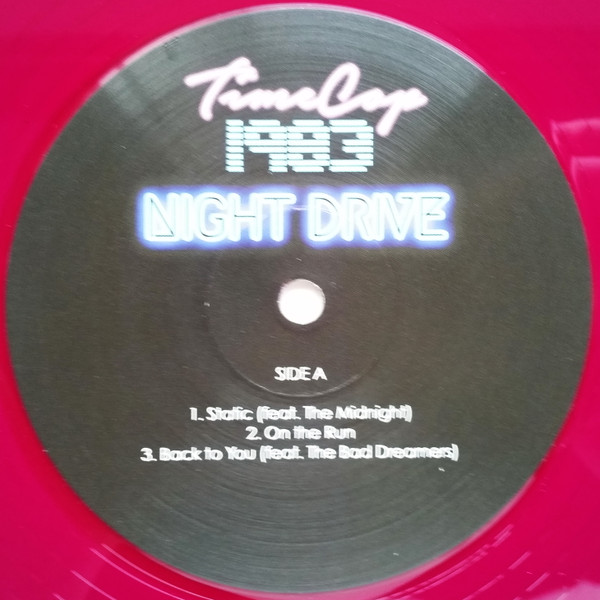 TimeCop
1983
NIGHT DRIVE
SIDE A
1. Static (feat. The Midnight)
2. On the Run
3. Back to You (feat. The Bad Dreamers)